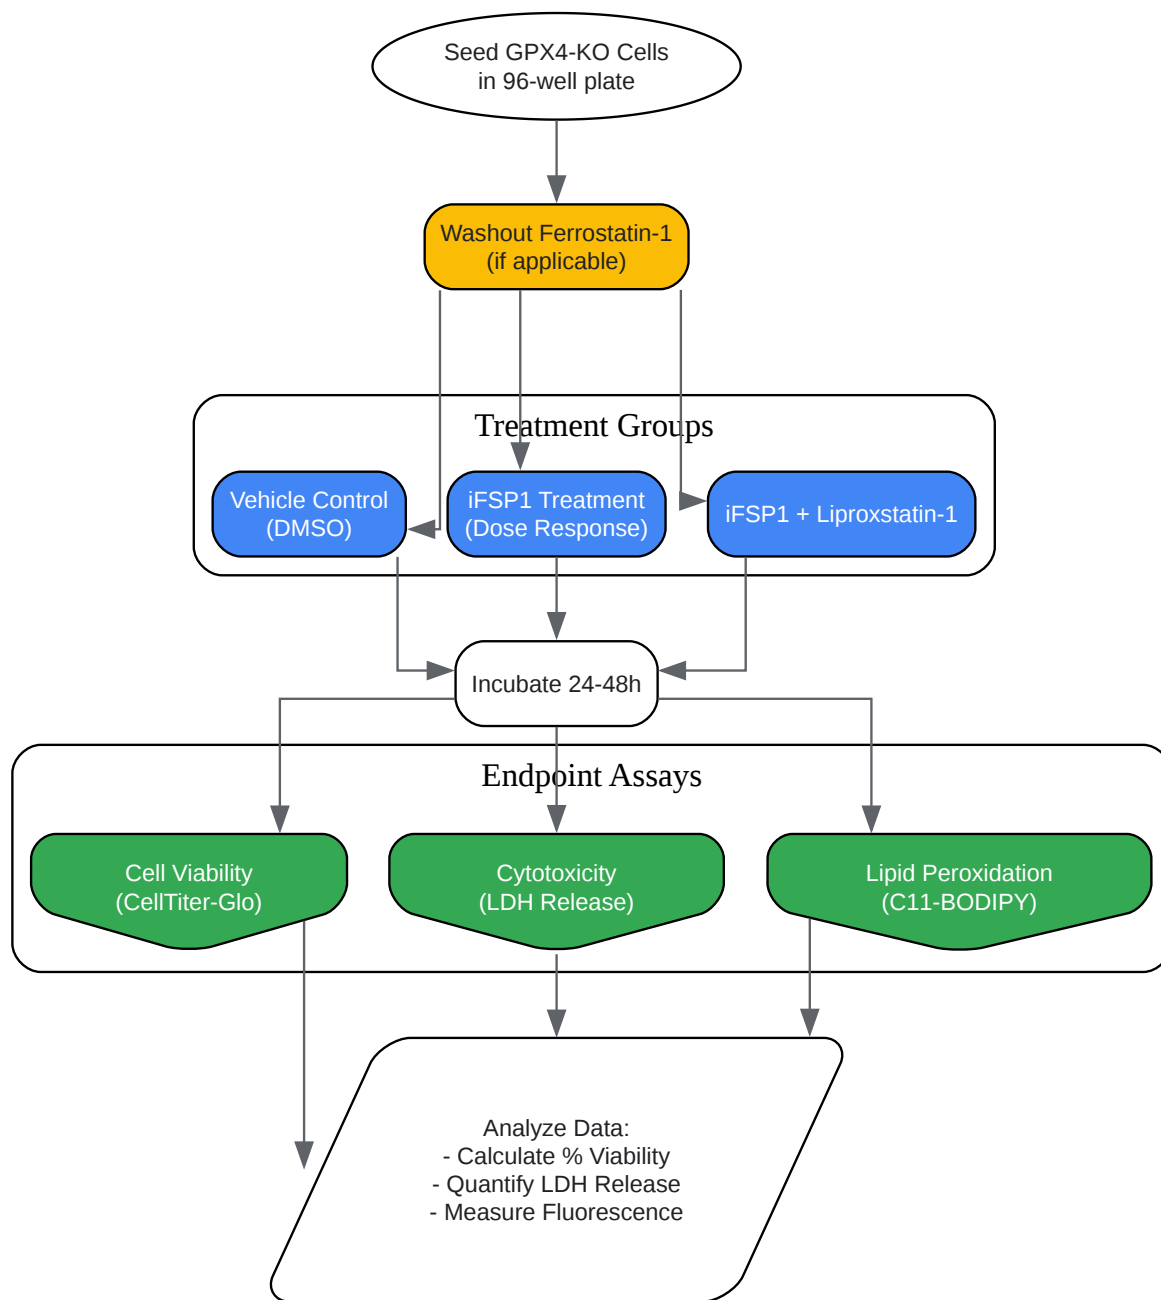 Seed GPX4-KO Cells
in 96-well plate
Washout Ferrostatin-1
(if applicable)
Treatment Groups
Vehicle Control
(DMSO)
iFSP1 Treatment
(Dose Response)
iFSP1 + Liproxstatin-1
Incubate 24-48h
Endpoint Assays
Cell Viability
(CellTiter-Glo)
Cytotoxicity
(LDH Release)
Lipid Peroxidation
(C11-BODIPY)
Analyze Data:
- Calculate % Viability
- Quantify LDH Release
- Measure Fluorescence